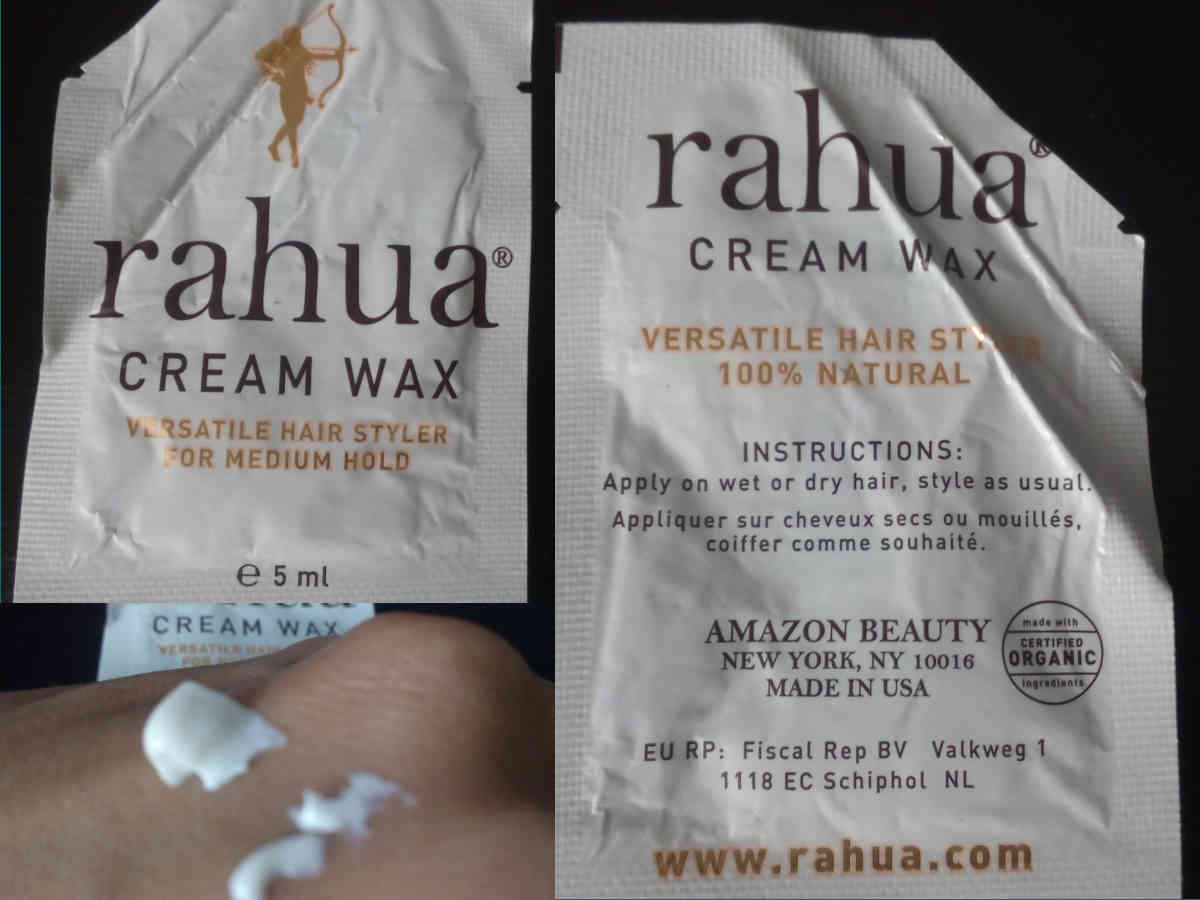 rahua®
CREAM WAX
VERSATILE HAIR STYLER
FOR MEDIUM HOLD
℮ 5 ml
CREAM WAX
VERSATILE HAIR
FOR
rahua®
CREAM WAX
VERSATILE HAIR STYLER
100% NATURAL
INSTRUCTIONS:
Apply on wet or dry hair, style as usual.
Appliquer sur cheveux secs ou mouillés,
coiffer comme souhaité.
AMAZON BEAUTY
NEW YORK, NY 10016
MADE IN USA
made with
CERTIFIED
ORGANIC
ingredients
EU RP: Fiscal Rep BV Valkweg 1
1118 EC Schiphol NL
www.rahua.com